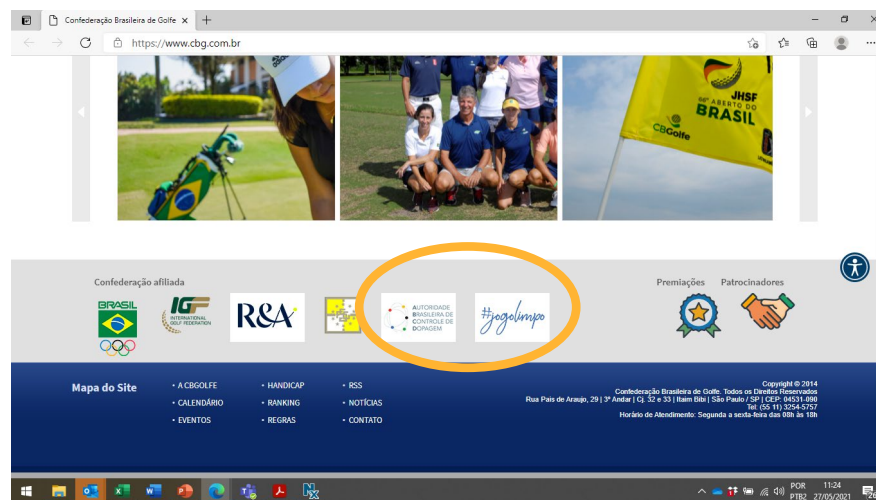 Confederação Brasileira de Golfe
https://www.cbg.com.br
JHSF
ABERTO DO
BRASIL
CBGolfe
Confederação afiliada
Premiações
Patrocinadores
BRASIL
IGF
INTERNATIONAL
GOLF FEDERATION
R&A
AUTORIDADE
BRASILEIRA DE
CONTROLE DE
DOPAGEM
#jogolimpo
Mapa do Site
• A CBGOLFE
• CALENDÁRIO
• EVENTOS
• HANDICAP
• RANKING
• REGRAS
• RSS
• NOTÍCIAS
• CONTATO
Copyright © 2014
Confederação Brasileira de Golfe. Todos os Direitos Reservados
Rua Pais de Araujo, 29 | 3º Andar | Cj. 32 e 33 | Itaim Bibi | São Paulo / SP | CEP: 04531-090
Tel: (55 11) 3254-5757
Horário de Atendimento: Segunda a sexta-feira das 08h às 18h
POR
PTB2
11:24
27/05/2021
26